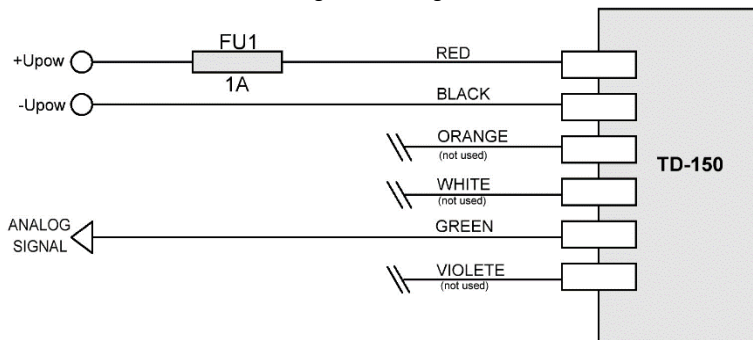 FU1
+Upow
RED
1A
-Upow
BLACK
ORANGE
(not used)
TD-150
WHITE
(not used)
ANALOG
SIGNAL
GREEN
VIOLETE
(not used)